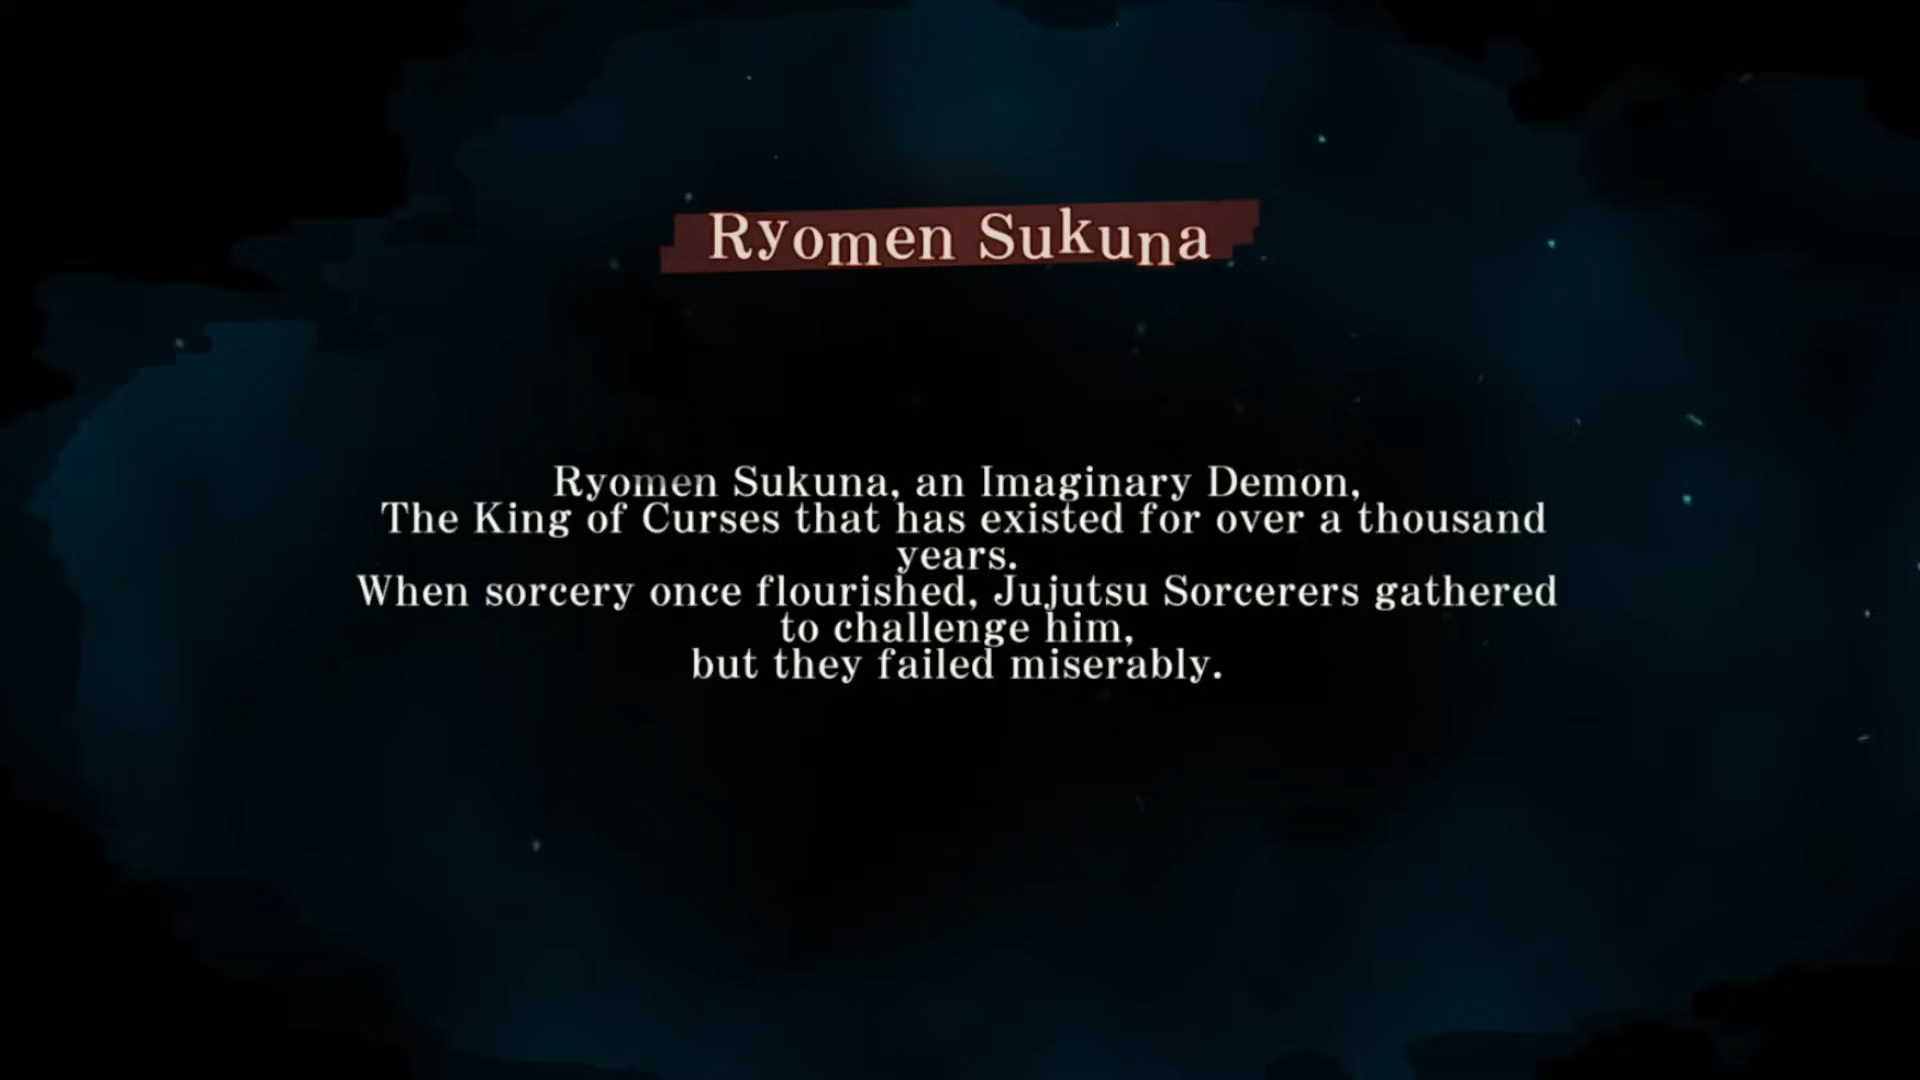 Ryomen Sukuna
Ryomen Sukuna, an Imaginary Demon,
The King of Curses that has existed for over a thousand
years.
When sorcery once flourished, Jujutsu Sorcerers gathered
to challenge him,
but they failed miserably.